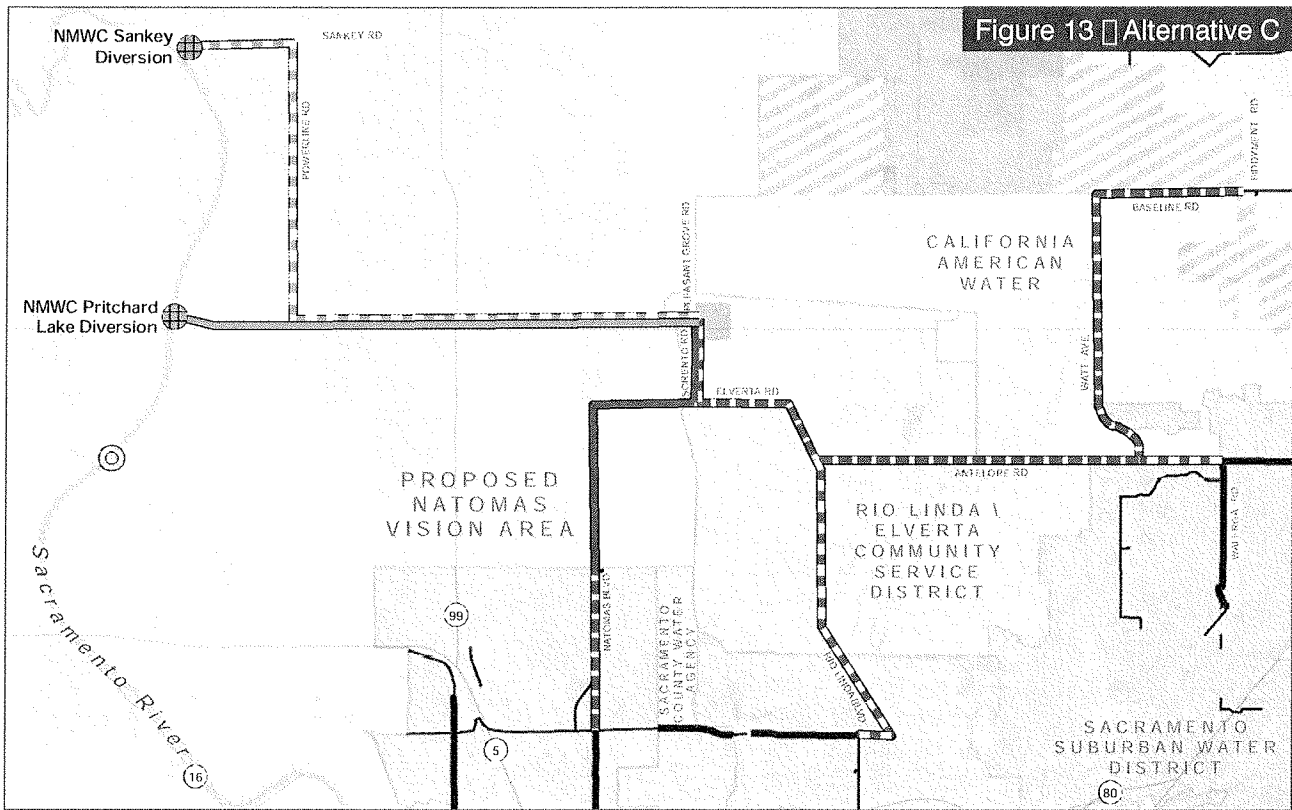 Figure 13 ▯ Alternative C
NMWC Sankey
Diversion
SANKEY RD
POWERLINE RD
BASELINE RD
CALIFORNIA
AMERICAN
WATER
PLEASANT GROVE RD
NMWC Pritchard
Lake Diversion
SORENTO RD
WATT AVE
ELVERTA RD
ANTELOPE RD
PROPOSED
NATOMAS
VISION AREA
RIO LINDA \
ELVERTA
COMMUNITY
SERVICE
DISTRICT
Sacramento River
99
NATOMAS BLVD
SACRAMENTO
COUNTY WATER
AGENCY
RIO LINDA BLVD
5
16
SACRAMENTO
SUBURBAN WATER
DISTRICT
80